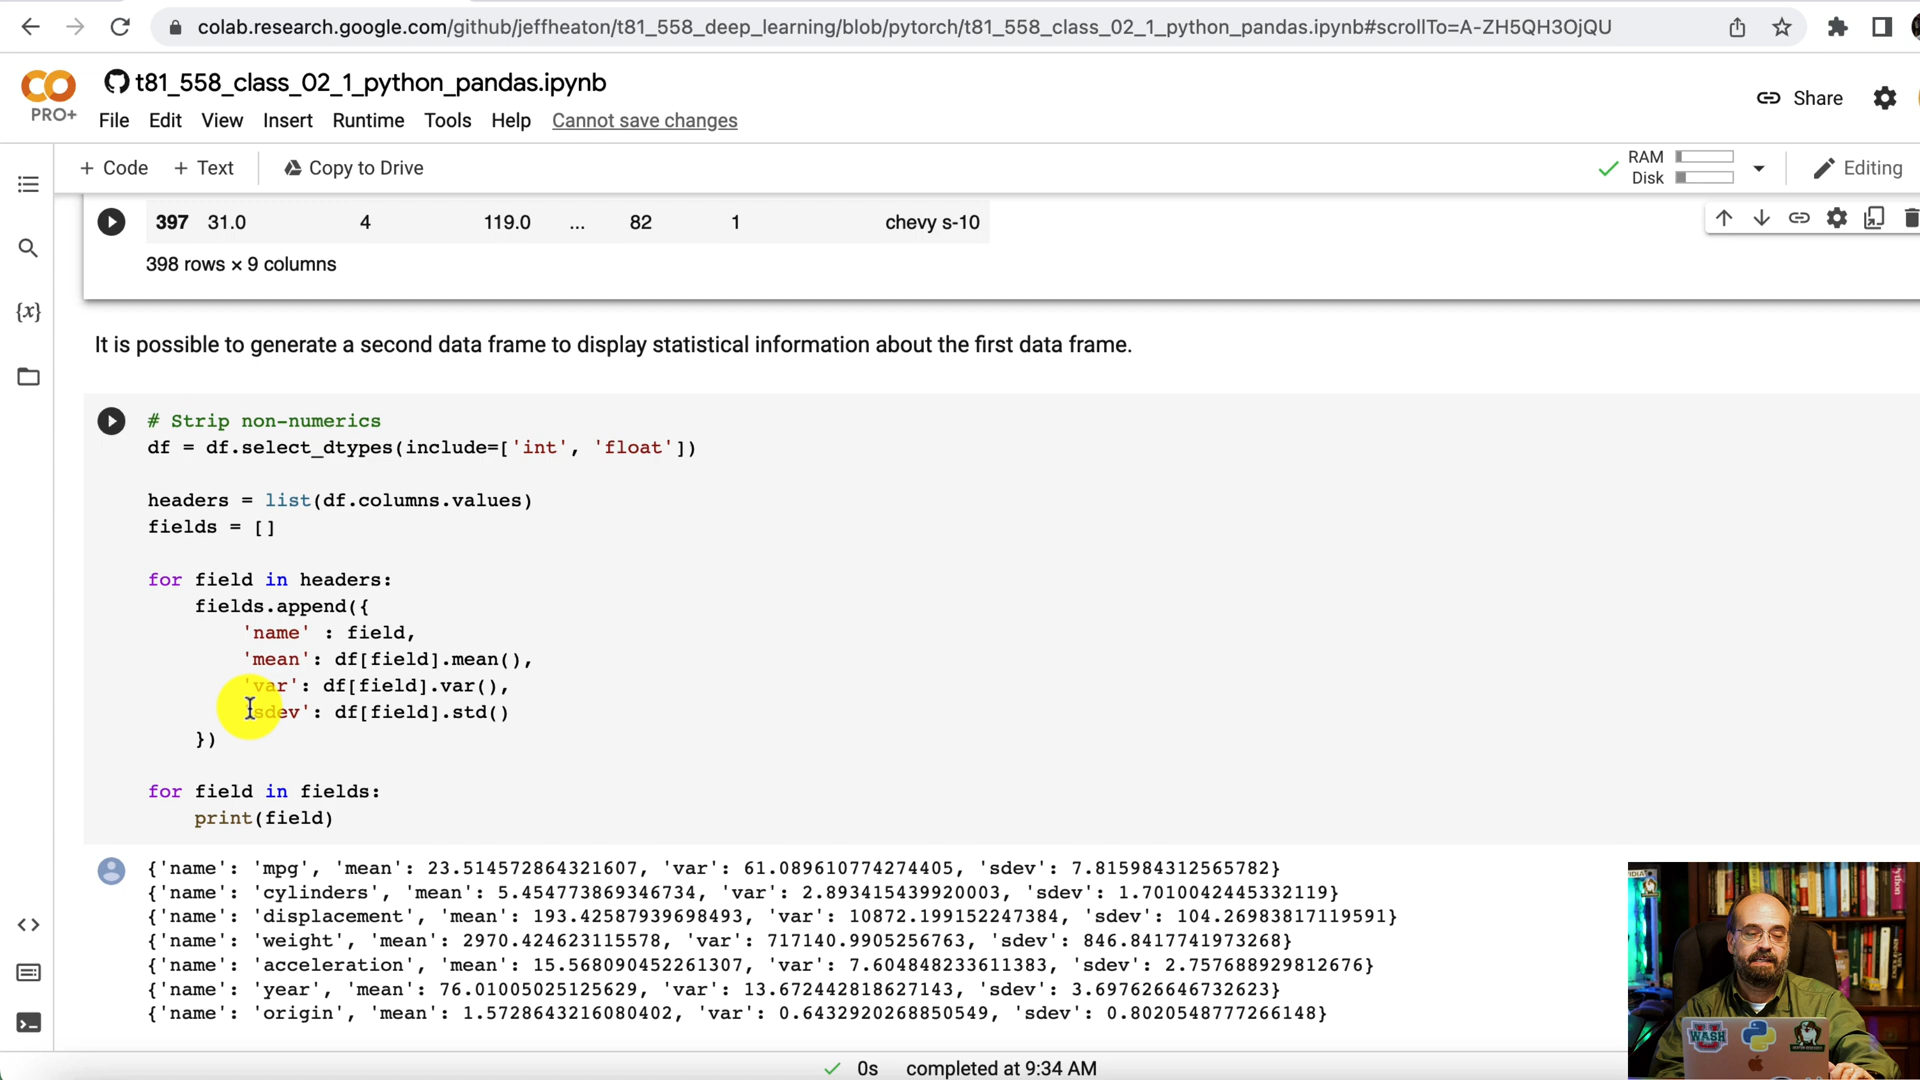 colab.research.google.com/github/jeffheaton/t81_558_deep_learning/blob/pytorch/t81_558_class_02_1_python_pandas.ipynb#scrollTo=A-ZH5QH3OjQU
t81_558_class_02_1_python_pandas.ipynb
PRO+
File Edit View Insert Runtime Tools Help Cannot save changes
Share
+ Code + Text Copy to Drive
RAM
Disk
Editing
397 31.0 4 119.0 ... 82 1 chevy s-10
398 rows × 9 columns
It is possible to generate a second data frame to display statistical information about the first data frame.
# Strip non-numerics
df = df.select_dtypes(include=['int', 'float'])
headers = list(df.columns.values)
fields = []
for field in headers:
fields.append({
'name' : field,
'mean': df[field].mean(),
'var': df[field].var(),
'sdev': df[field].std()
})
for field in fields:
print(field)
{'name': 'mpg', 'mean': 23.514572864321607, 'var': 61.089610774274405, 'sdev': 7.815984312565782}
{'name': 'cylinders', 'mean': 5.454773869346734, 'var': 2.893415439920003, 'sdev': 1.7010042445332119}
{'name': 'displacement', 'mean': 193.42587939698493, 'var': 10872.199152247384, 'sdev': 104.26983817119591}
{'name': 'weight', 'mean': 2970.424623115578, 'var': 717140.9905256763, 'sdev': 846.8417741973268}
{'name': 'acceleration', 'mean': 15.568090452261307, 'var': 7.604848233611383, 'sdev': 2.757688929812676}
{'name': 'year', 'mean': 76.01005025125629, 'var': 13.672442818627143, 'sdev': 3.697626646732623}
{'name': 'origin', 'mean': 1.5728643216080402, 'var': 0.6432920268850549, 'sdev': 0.8020548777266148}
WASH
0s completed at 9:34 AM